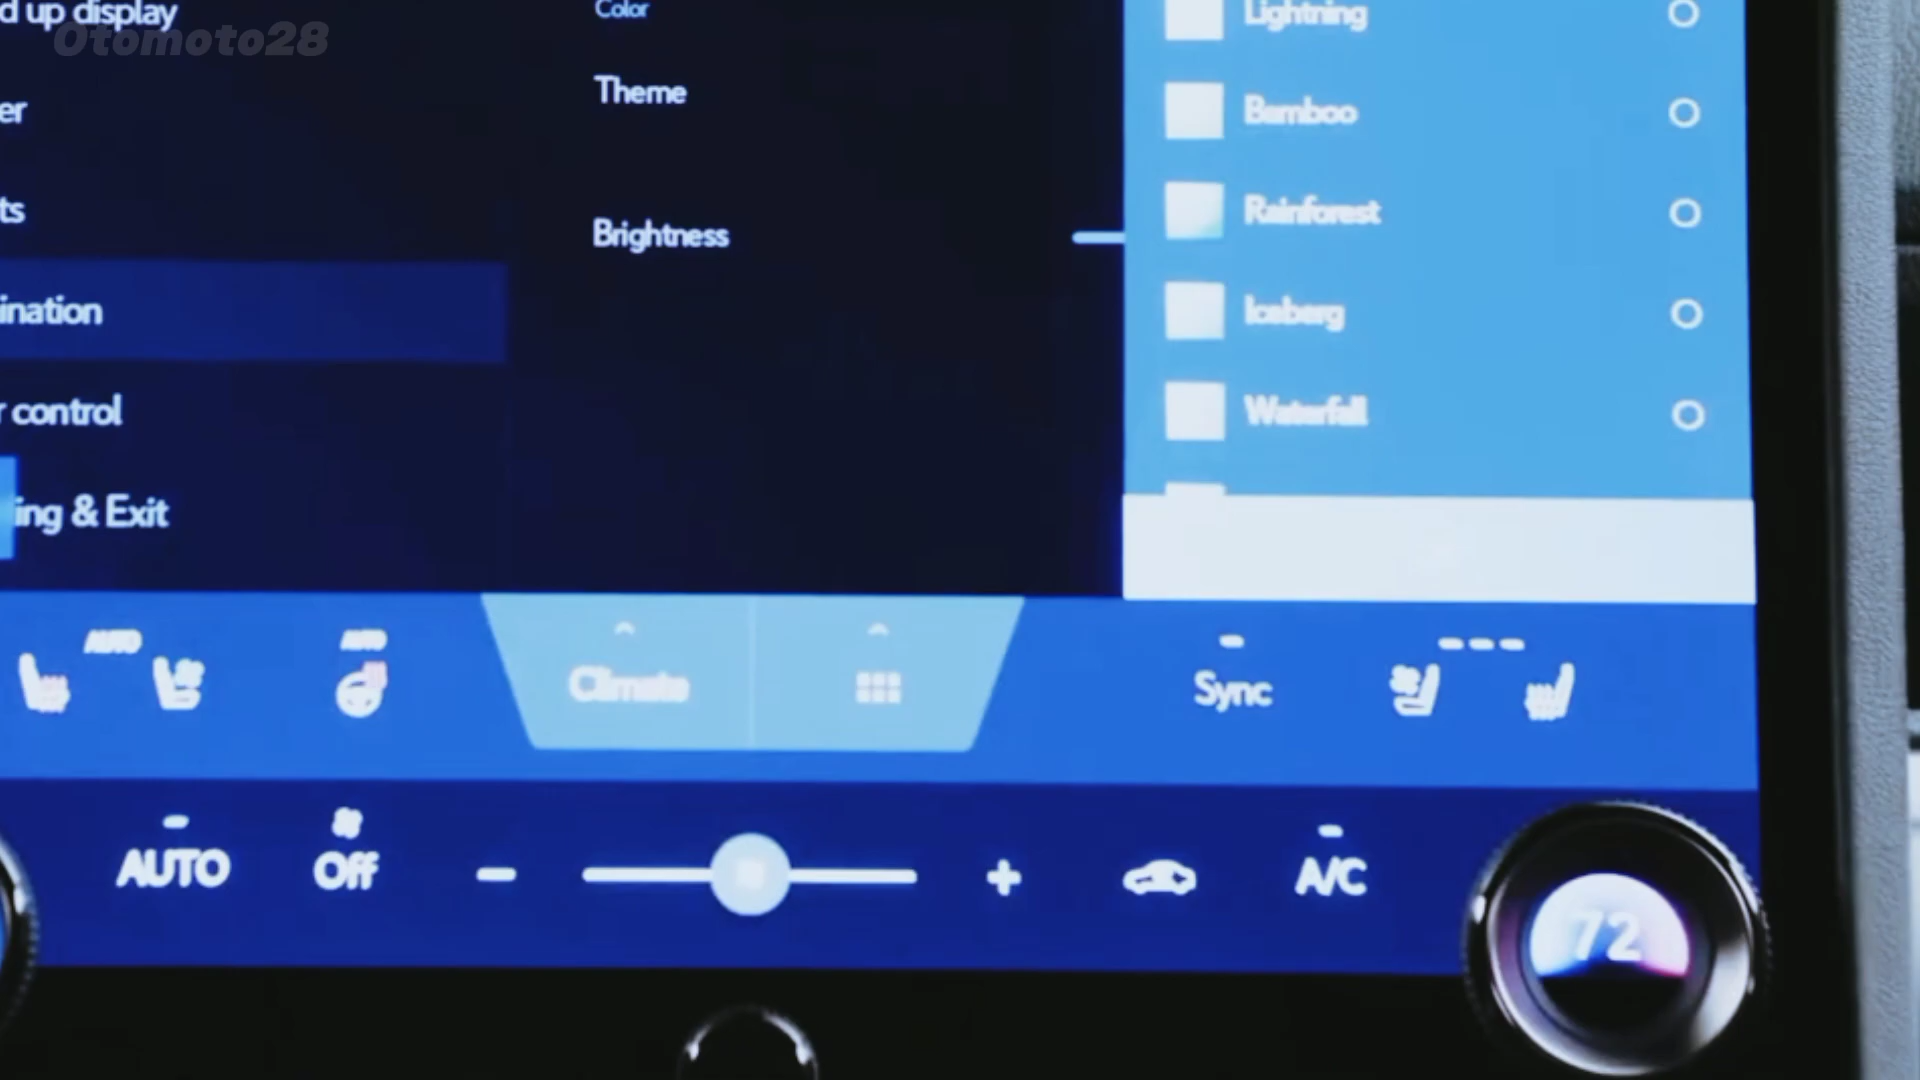 d up display
Otomoto28
er
ts
ination
r control
ing & Exit
Color
Theme
Brightness
Lightning
Bamboo
Rainforest
Iceberg
Waterfall
AUTO
AUTO
Climate
Sync
AUTO
Off
A/C
72